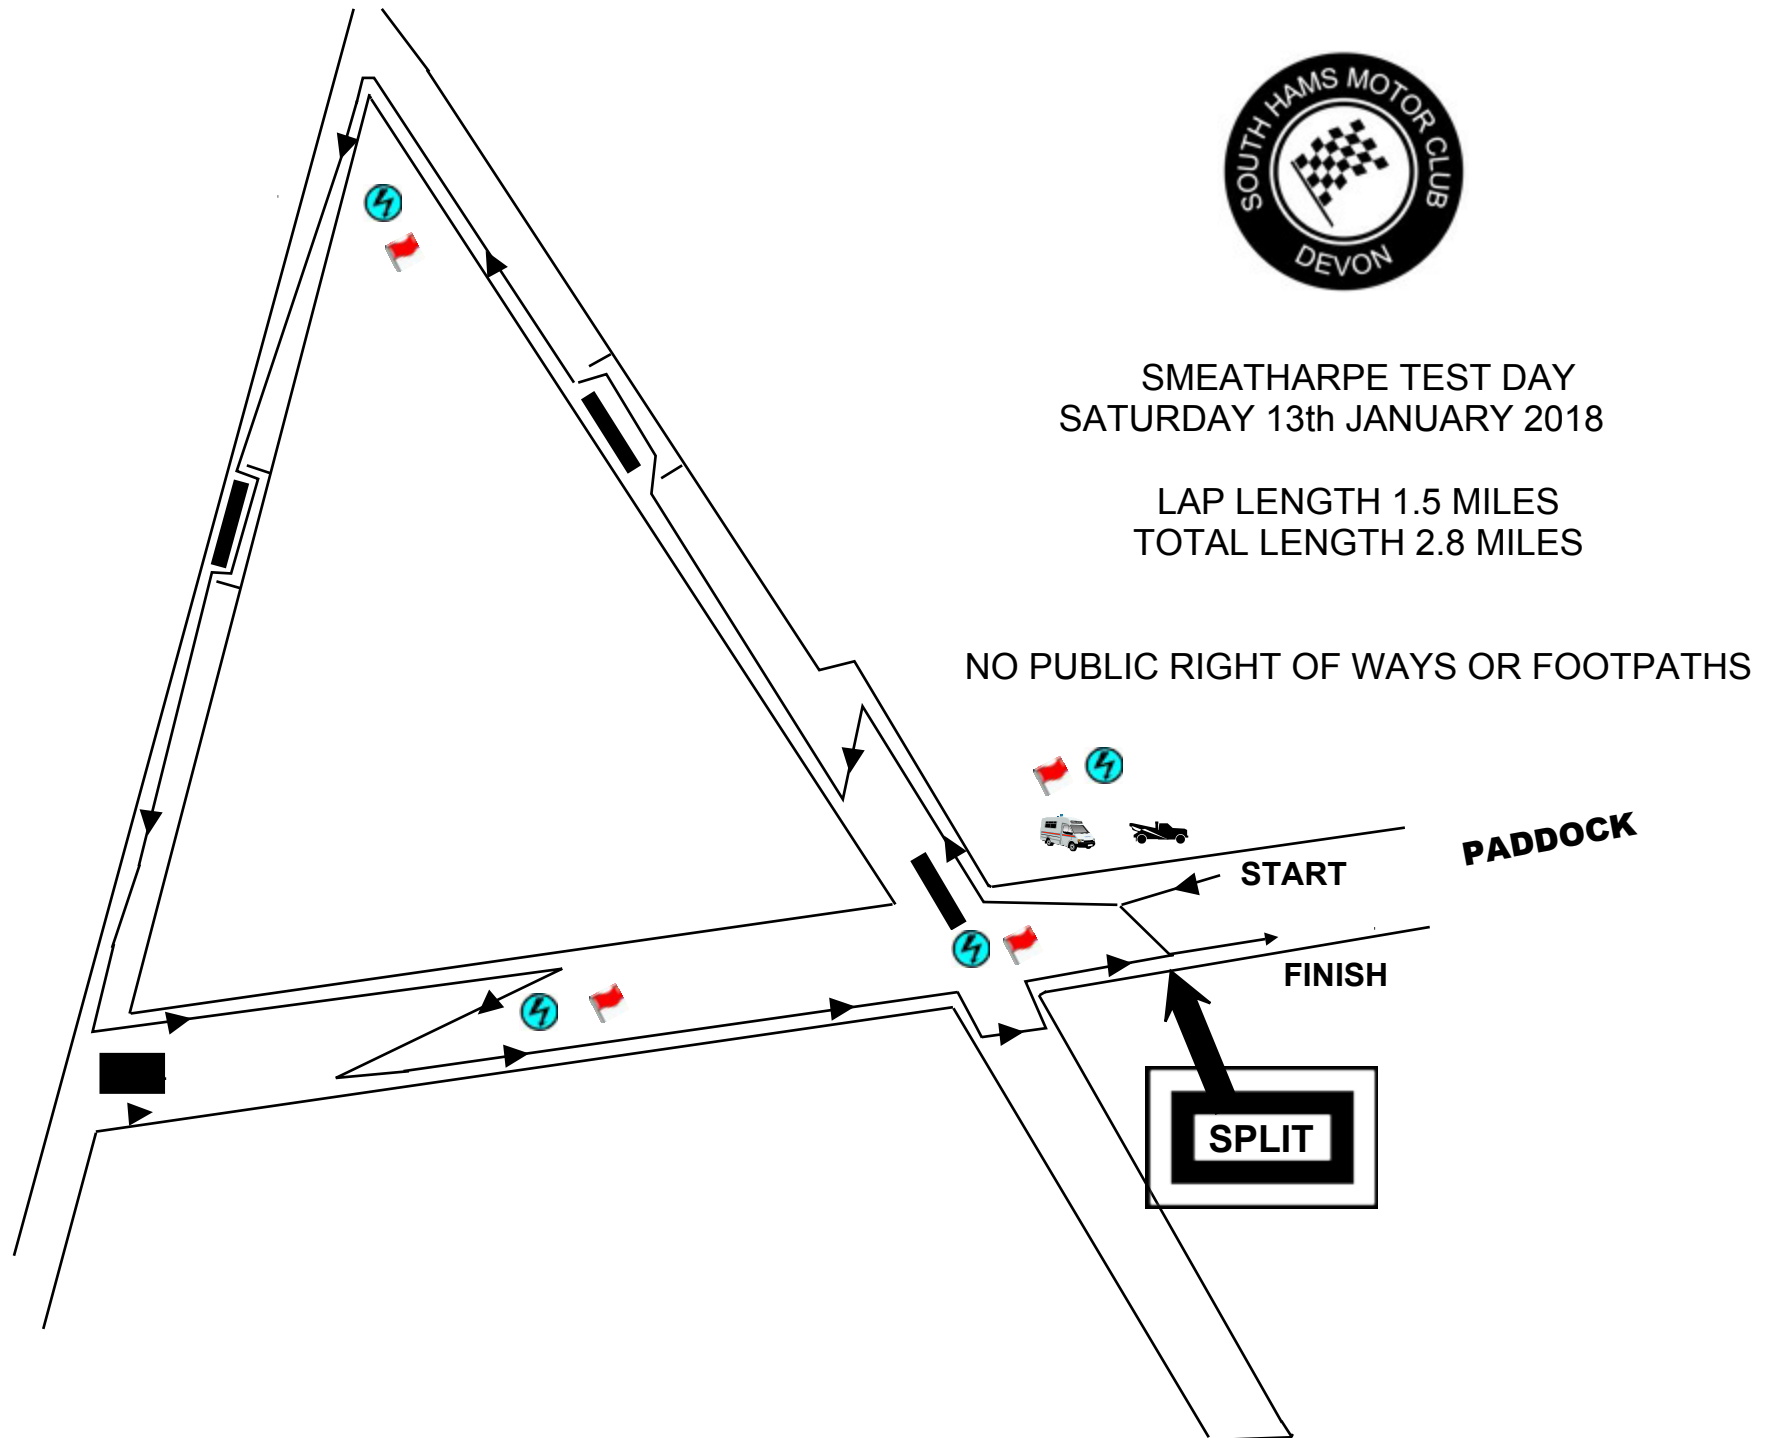 SOUTH HAMS MOTOR CLUB
DEVON
SMEATHARPE TEST DAY
SATURDAY 13th JANUARY 2018
LAP LENGTH 1.5 MILES
TOTAL LENGTH 2.8 MILES
NO PUBLIC RIGHT OF WAYS OR FOOTPATHS
PADDOCK
START
FINISH
SPLIT